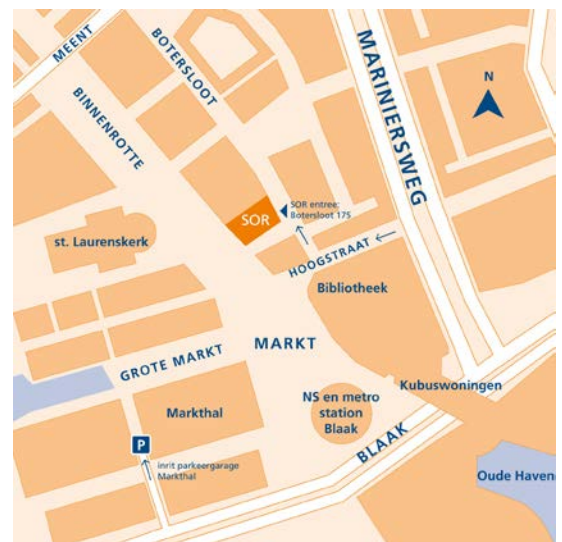 MEENT
BOTERSLOOT
BINNENROTTE
MARINIERSWEG
N
SOR
SOR entree:
Botersloot 175
st. Laurenskerk
HOOGSTRAAT
Bibliotheek
MARKT
GROTE MARKT
Kubuswoningen
NS en metro
station
Blaak
Markthal
BLAAK
P
inrit parkeergarage
Markthal
Oude Haven